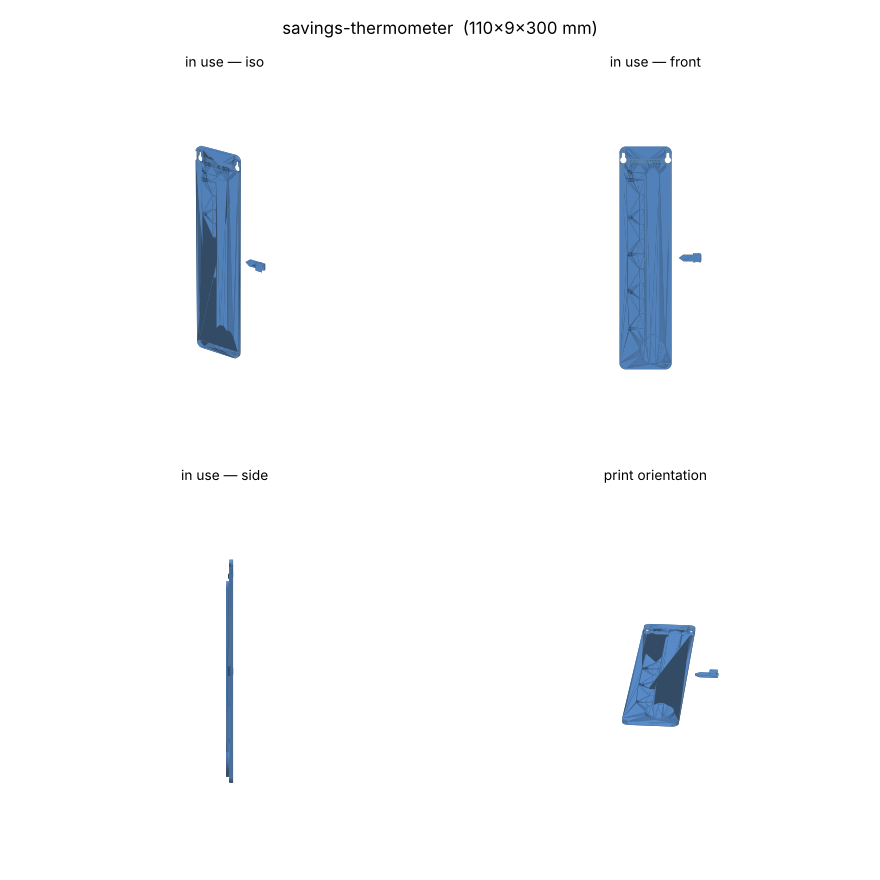 savings-thermometer (110×9×300 mm)
in use — iso
in use — front
in use — side
print orientation